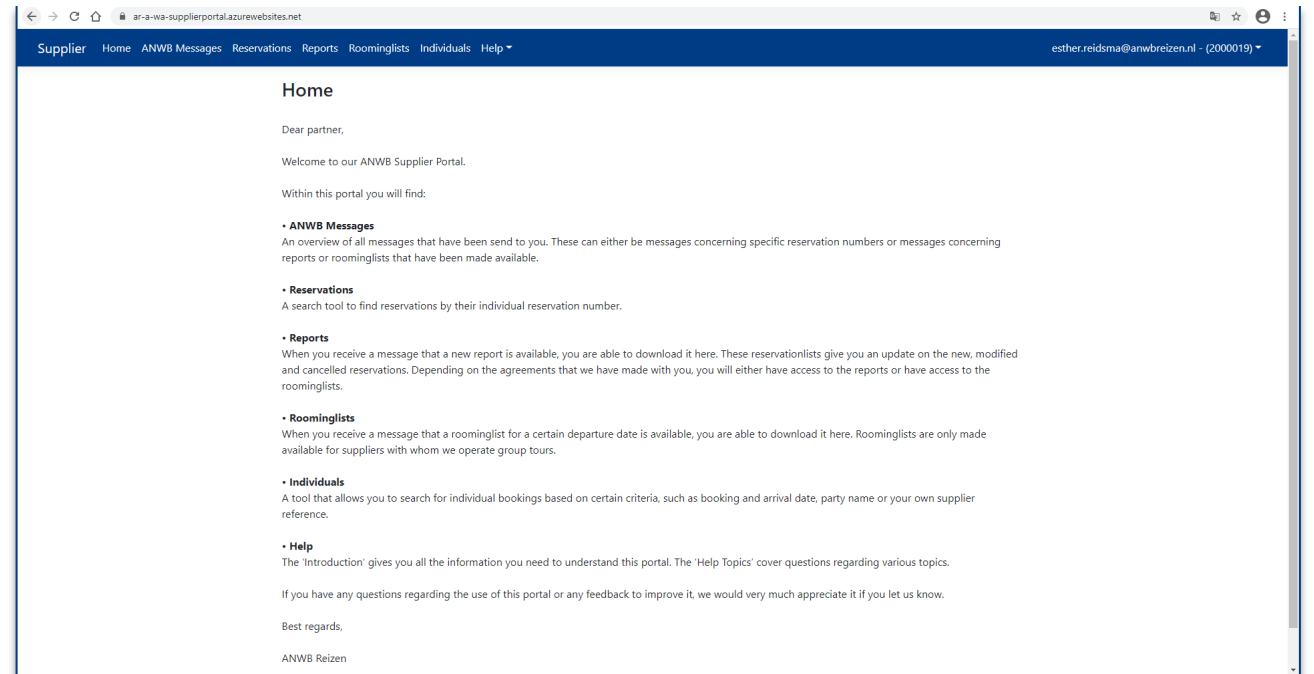 ar-a-wa-supplierportal.azurewebsites.net
Supplier Home ANWB Messages Reservations Reports Roominglists Individuals Help esther.reidsma@anwbreizen.nl - (2000019)
Home
Dear partner,
Welcome to our ANWB Supplier Portal.
Within this portal you will find:
• ANWB Messages
An overview of all messages that have been send to you. These can either be messages concerning specific reservation numbers or messages concerning
reports or roominglists that have been made available.
• Reservations
A search tool to find reservations by their individual reservation number.
• Reports
When you receive a message that a new report is available, you are able to download it here. These reservationlists give you an update on the new, modified
and cancelled reservations. Depending on the agreements that we have made with you, you will either have access to the reports or have access to the
roominglists.
• Roominglists
When you receive a message that a roominglist for a certain departure date is available, you are able to download it here. Roominglists are only made
available for suppliers with whom we operate group tours.
• Individuals
A tool that allows you to search for individual bookings based on certain criteria, such as booking and arrival date, party name or your own supplier
reference.
• Help
The 'Introduction' gives you all the information you need to understand this portal. The 'Help Topics' cover questions regarding various topics.
If you have any questions regarding the use of this portal or any feedback to improve it, we would very much appreciate it if you let us know.
Best regards,
ANWB Reizen